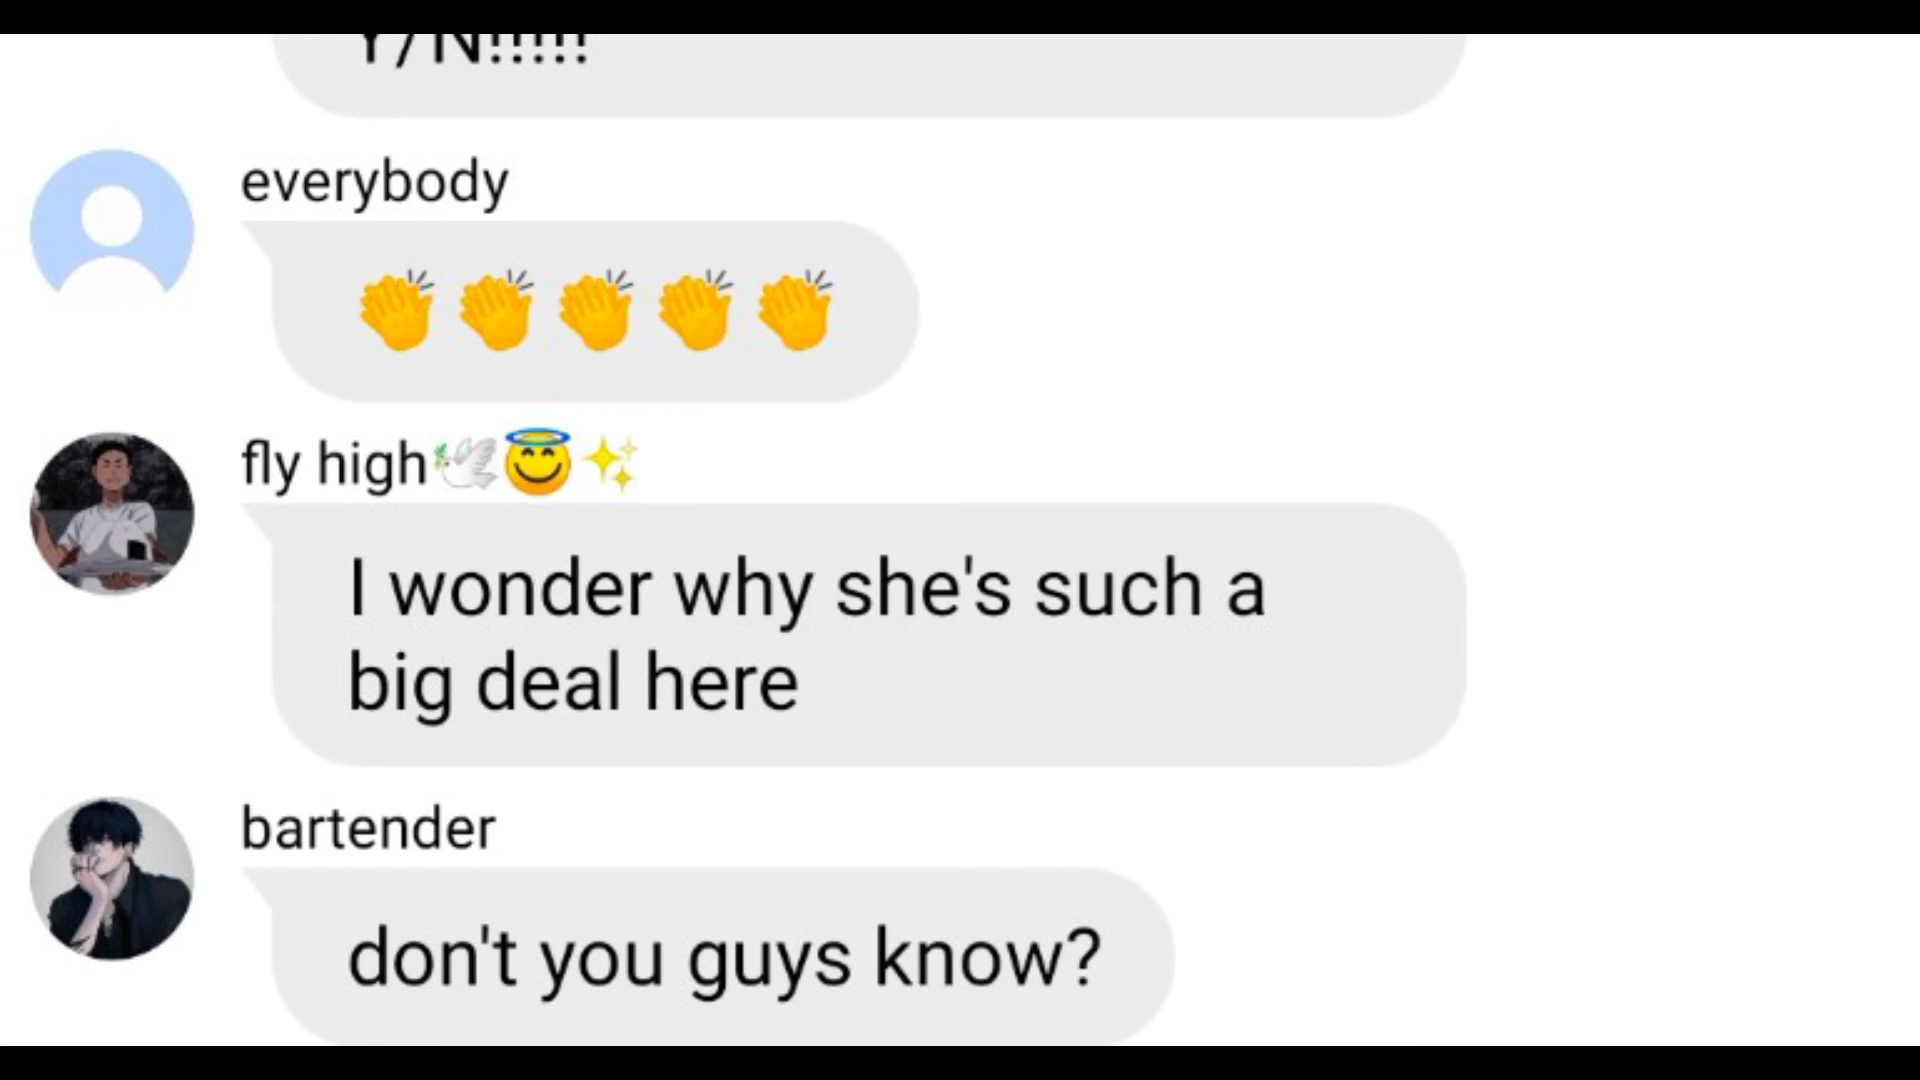 Y/N!!!!!
everybody
👏👏👏👏👏
fly high🕊️😇✨
I wonder why she's such a
big deal here
bartender
don't you guys know?